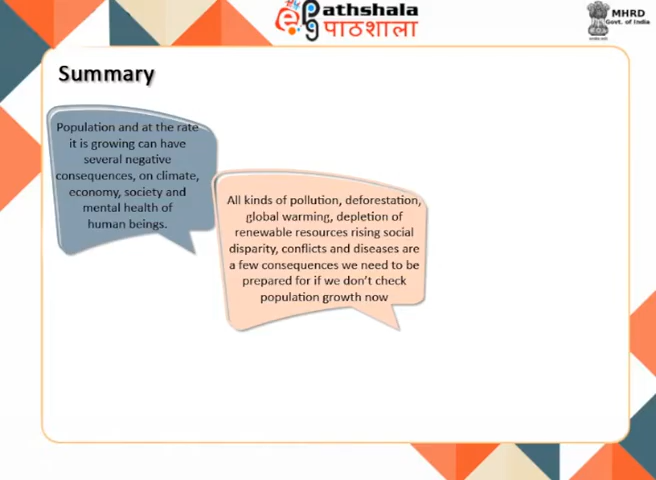 ePathshala
पाठशाला
MHRD
Govt. of India
Summary
Population and at the rate
it is growing can have
several negative
consequences, on climate,
economy, society and
mental health of
human beings.
All kinds of pollution, deforestation,
global warming, depletion of
renewable resources rising social
disparity, conflicts and diseases are
a few consequences we need to be
prepared for if we don't check
population growth now